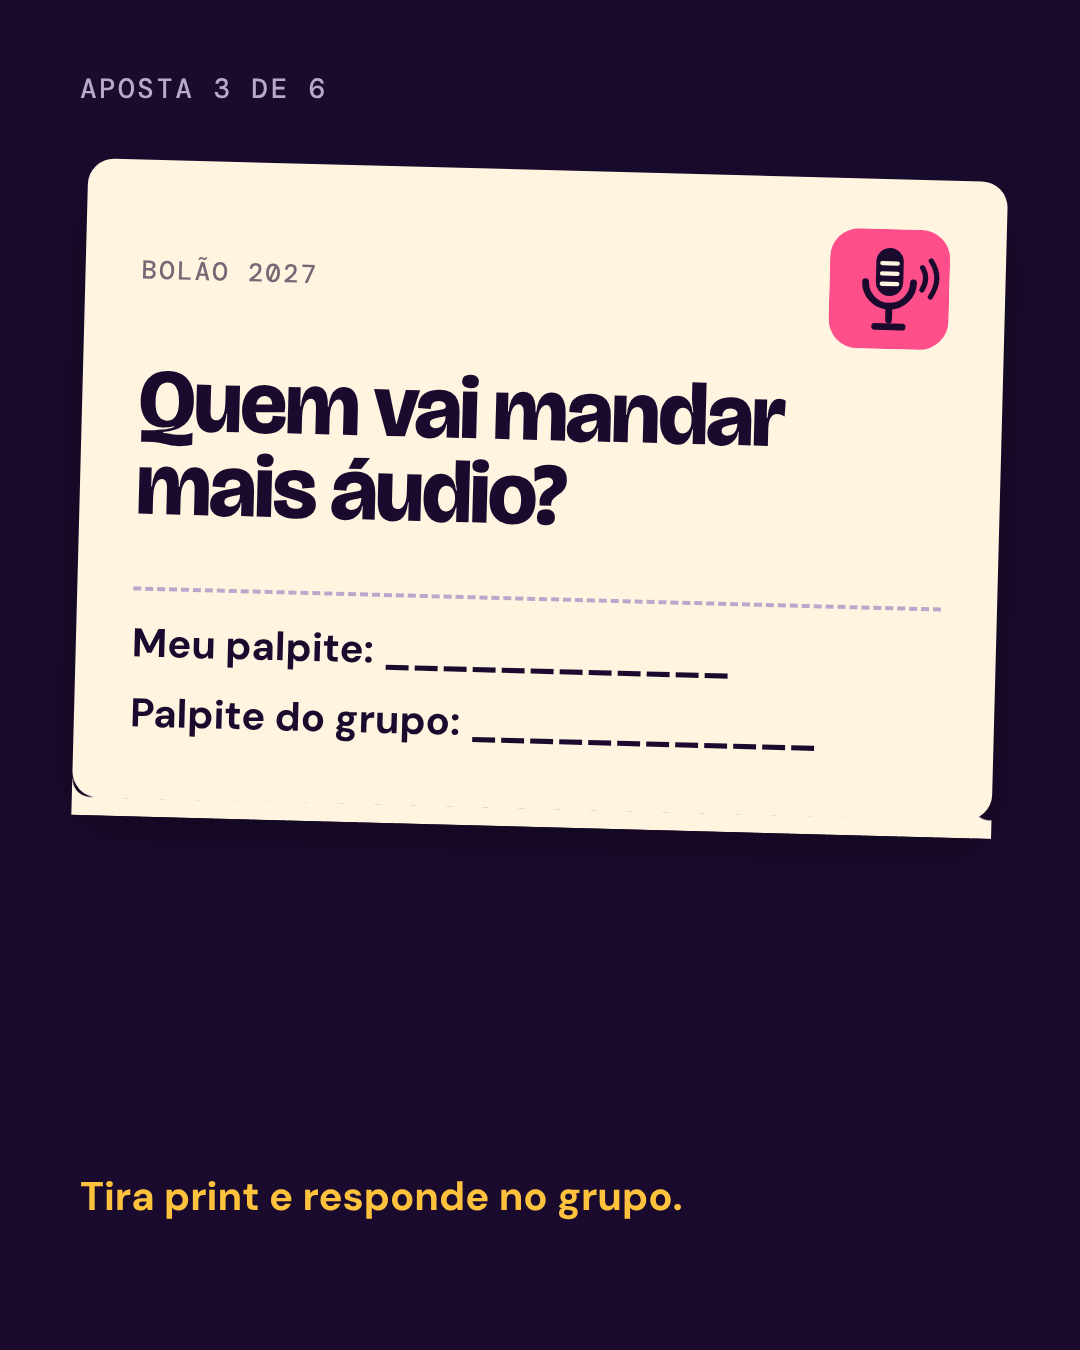 APOSTA 3 DE 6
BOLÃO 2027
Quem vai mandar
mais áudio?
Meu palpite: ____________
Palpite do grupo: ____________
Tira print e responde no grupo.